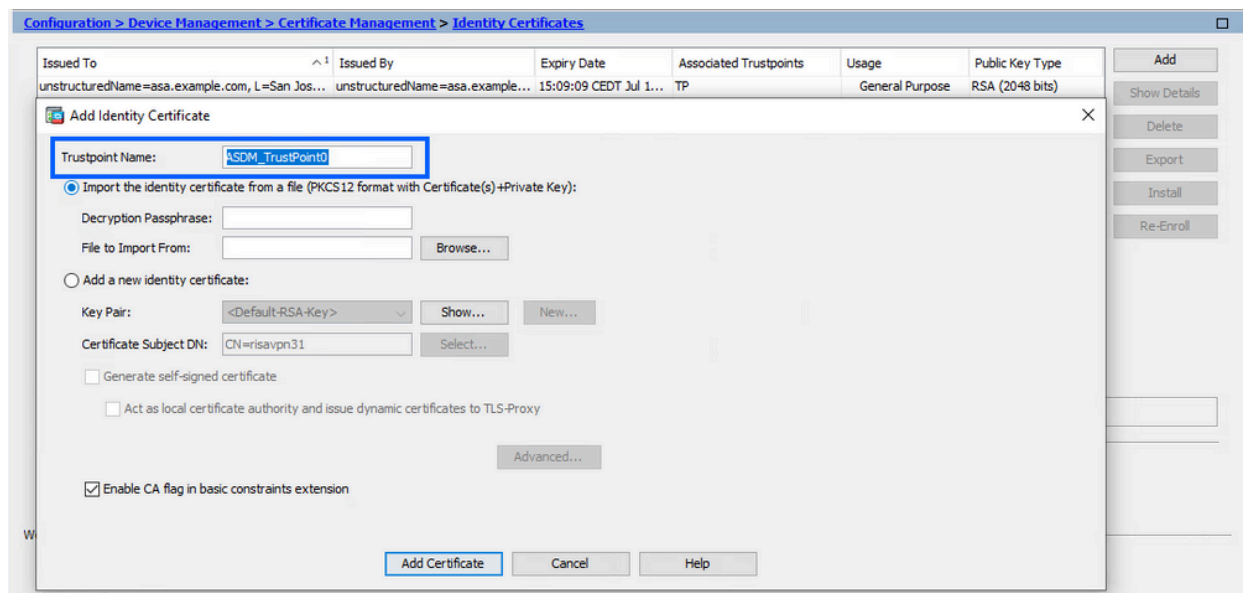 Configuration > Device Management > Certificate Management > Identity Certificates
Issued To 1 Issued By Expiry Date Associated Trustpoints Usage Public Key Type
unstructuredName=asa.example.com, L=San Jos... unstructuredName=asa.example... 15:09:09 CEDT Jul 1... TP General Purpose RSA (2048 bits)
Add
Show Details
Delete
Export
Install
Re-Enroll
Add Identity Certificate
Trustpoint Name: ASDM_TrustPoint0
Import the identity certificate from a file (PKCS12 format with Certificate(s)+Private Key):
Decryption Passphrase:
File to Import From: Browse...
Add a new identity certificate:
Key Pair: <Default-RSA-Key> Show... New...
Certificate Subject DN: CN=risavpn31 Select...
Generate self-signed certificate
Act as local certificate authority and issue dynamic certificates to TLS-Proxy
Advanced...
Enable CA flag in basic constraints extension
Add Certificate Cancel Help